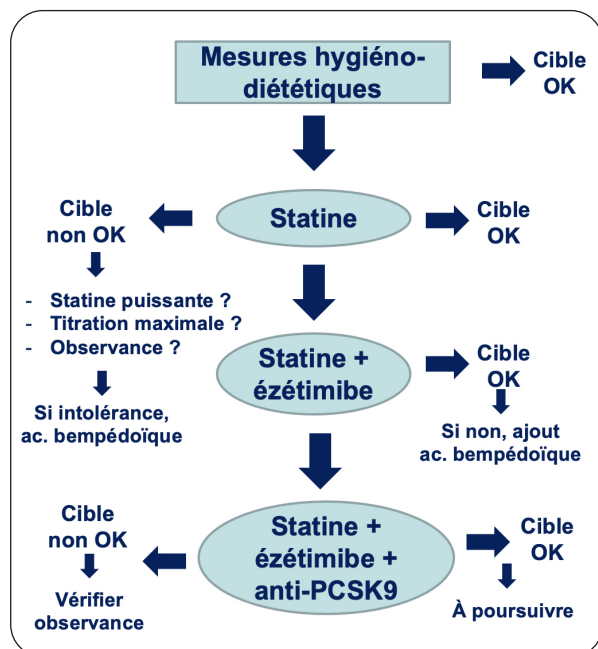 Mesures hygiéno-
diététiques
Cible
OK
Cible
non OK
Statine
Cible
OK
- Statine puissante ?
- Titration maximale ?
- Observance ?
Si intolérance,
ac. bempédoïque
Statine +
ézétimibe
Cible
OK
Si non, ajout
ac. bempédoïque
Cible
non OK
Vérifier
observance
Statine +
ézétimibe +
anti-PCSK9
Cible
OK
À poursuivre